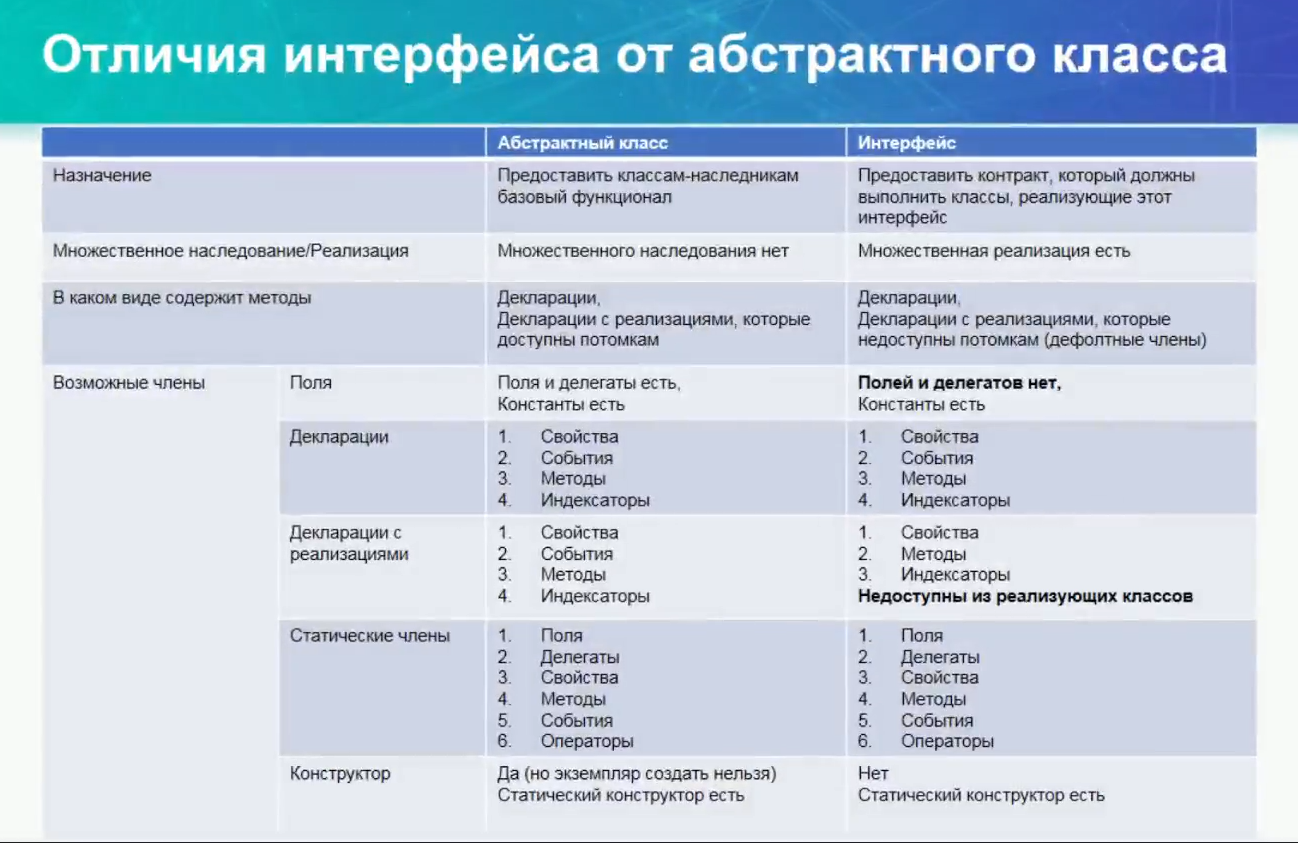 Отличия интерфейса от абстрактного класса
Абстрактный класс
Интерфейс
Назначение
Предоставить классам-наследникам
базовый функционал
Предоставить контракт, который должны
выполнить классы, реализующие этот
интерфейс
Множественное наследование/Реализация
Множественного наследования нет
Множественная реализация есть
В каком виде содержит методы
Декларации,
Декларации с реализациями, которые
доступны потомкам
Декларации,
Декларации с реализациями, которые
недоступны потомкам (дефолтные члены)
Возможные члены
Поля
Поля и делегаты есть,
Константы есть
Полей и делегатов нет,
Константы есть
Декларации
1. Свойства
2. События
3. Методы
4. Индексаторы
1. Свойства
2. События
3. Методы
4. Индексаторы
Декларации с
реализациями
1. Свойства
2. События
3. Методы
4. Индексаторы
1. Свойства
2. Методы
3. Индексаторы
Недоступны из реализующих классов
Статические члены
1. Поля
2. Делегаты
3. Свойства
4. Методы
5. События
6. Операторы
1. Поля
2. Делегаты
3. Свойства
4. Методы
5. События
6. Операторы
Конструктор
Да (но экземпляр создать нельзя)
Статический конструктор есть
Нет
Статический конструктор есть